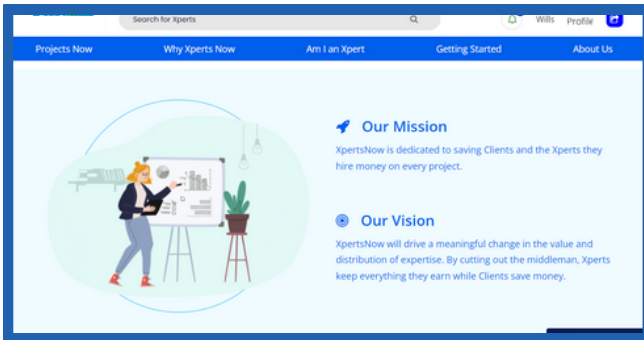 Search for Xperts
Wills Profile
Projects Now Why Xperts Now Am I an Xpert Getting Started About Us
Our Mission
XpertsNow is dedicated to saving Clients and the Xperts they
hire money on every project.
Our Vision
XpertsNow will drive a meaningful change in the value and
distribution of expertise. By cutting out the middleman, Xperts
keep everything they earn while Clients save money.